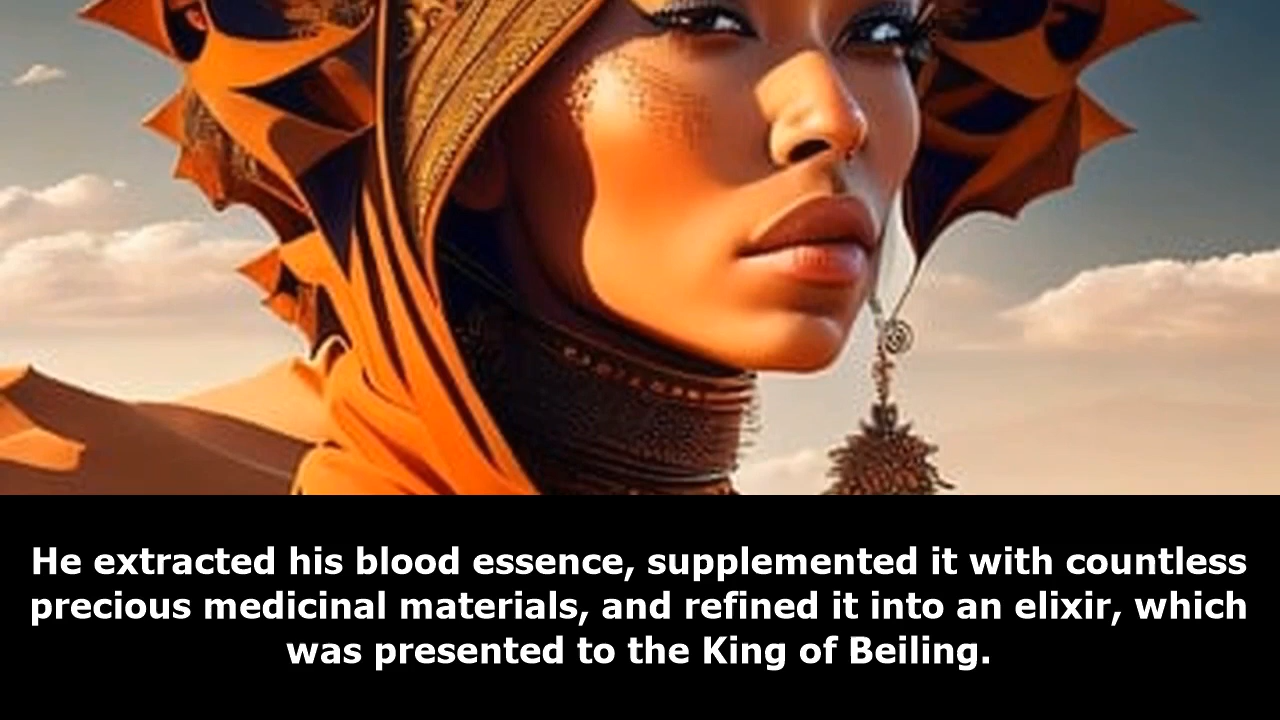 He extracted his blood essence, supplemented it with countless
precious medicinal materials, and refined it into an elixir, which
was presented to the King of Beiling.